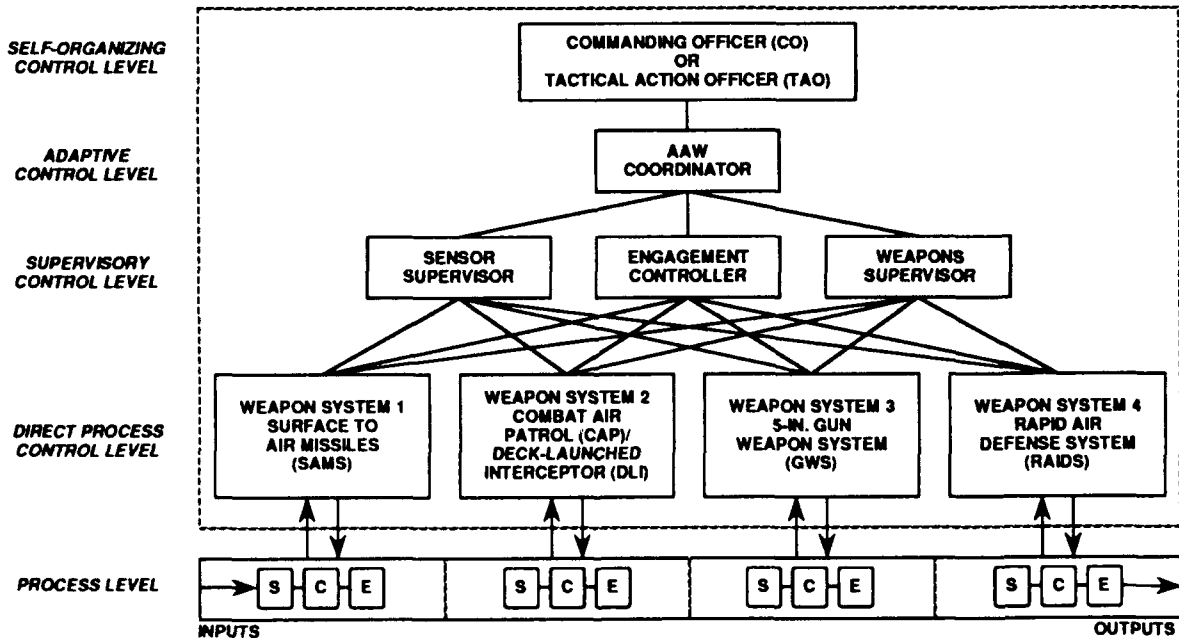 SELF-ORGANIZING
CONTROL LEVEL
COMMANDING OFFICER (CO)
OR
TACTICAL ACTION OFFICER (TAO)
ADAPTIVE
CONTROL LEVEL
AAW
COORDINATOR
SUPERVISORY
CONTROL LEVEL
SENSOR
SUPERVISOR
ENGAGEMENT
CONTROLLER
WEAPONS
SUPERVISOR
DIRECT PROCESS
CONTROL LEVEL
WEAPON SYSTEM 1
SURFACE TO
AIR MISSILES
(SAMS)
WEAPON SYSTEM 2
COMBAT AIR
PATROL (CAP)/
DECK-LAUNCHED
INTERCEPTOR (DLI)
WEAPON SYSTEM 3
5-IN. GUN
WEAPON SYSTEM
(GWS)
WEAPON SYSTEM 4
RAPID AIR
DEFENSE SYSTEM
(RAIDS)
PROCESS LEVEL
S C E
S C E
S C E
S C E
INPUTS
OUTPUTS